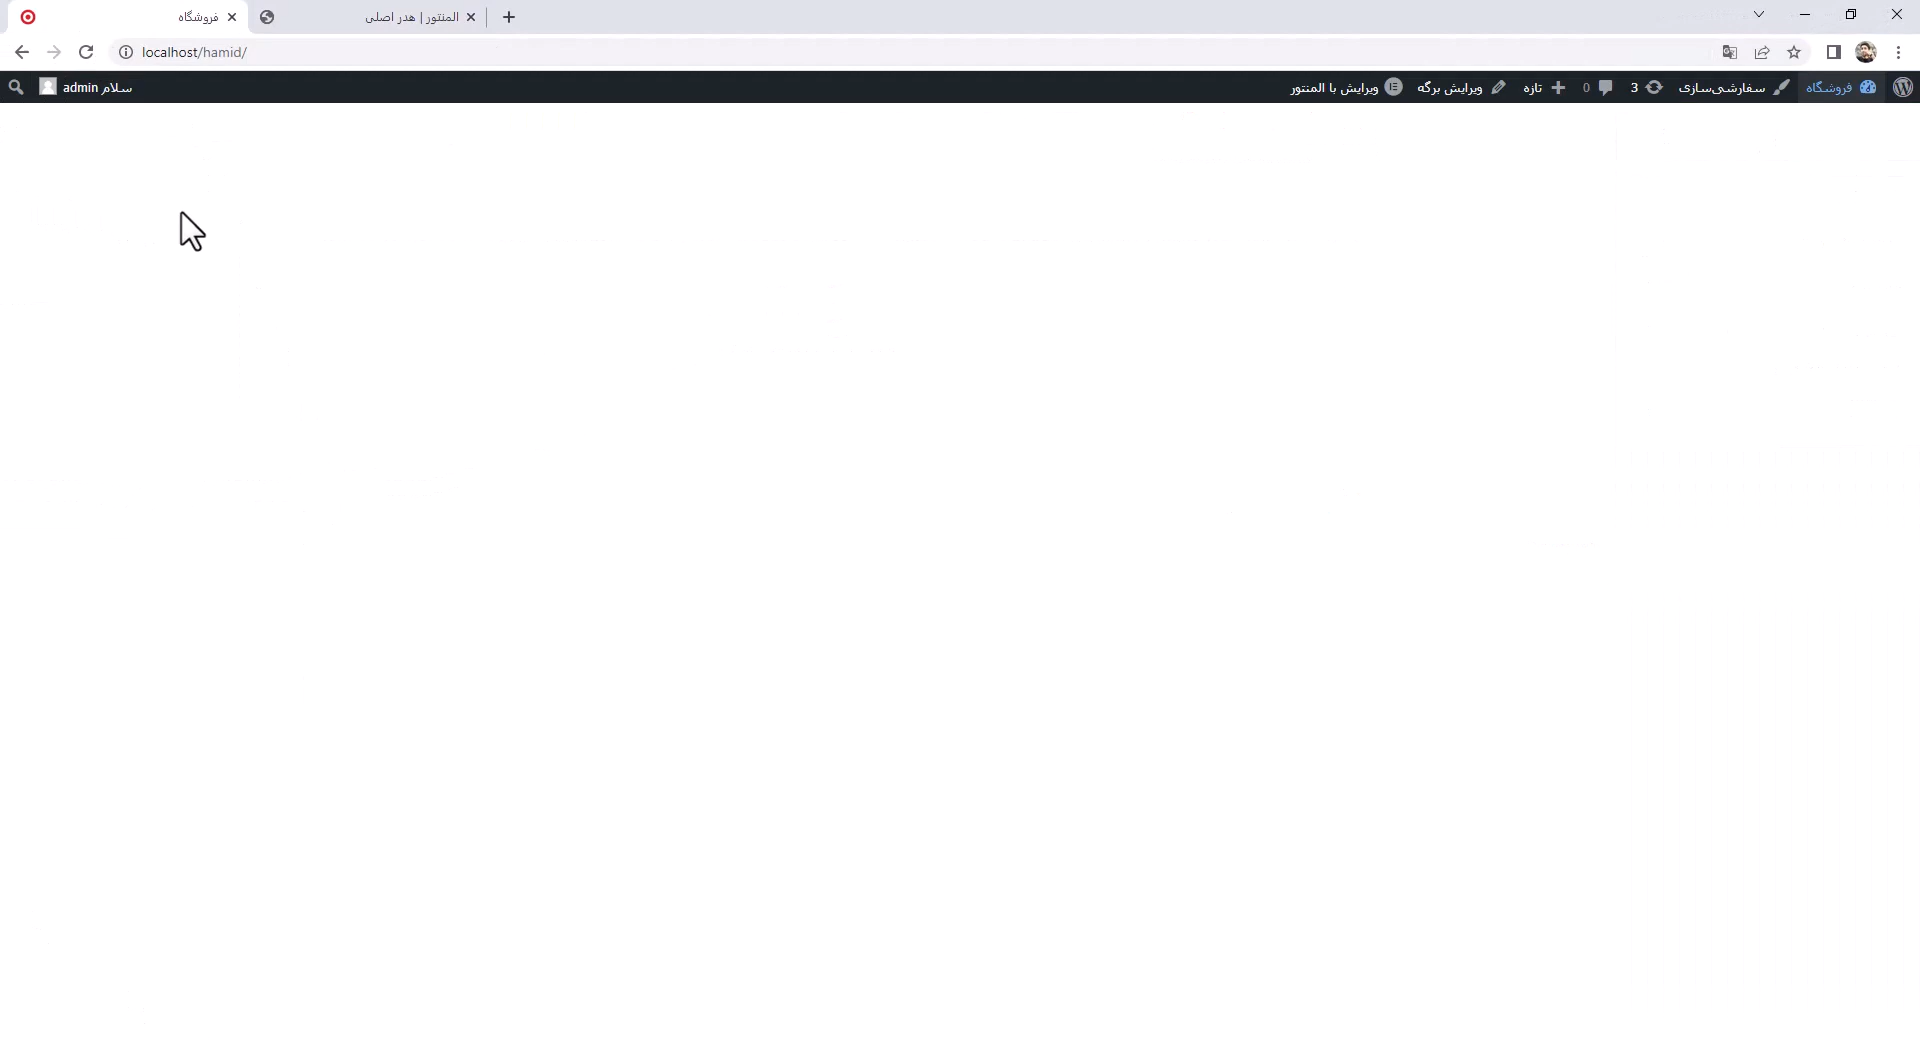 فروشگاه
المنتور | هدر اصلی
localhost/hamid/
فروشگاه سفارشی‌سازی 3 0 تازه ویرایش برگه ویرایش با المنتور سلام admin